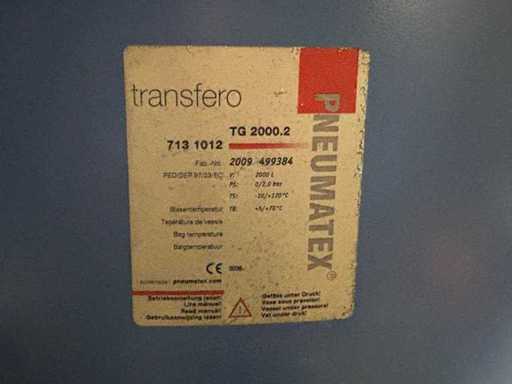 transfero
PNEUMATEX®
TG 2000.2
713 1012
Fab.-No. 2009 499384
PED/DEP 97/23/EC V: 2000 L
PS: 0/2,0 bar
TS: -10/+120°C
Blasentemperatur TB: +5/+70°C
Température de vessie
Bag temperature
Balgtemperatuur
CE 0036
pneumatex.com
Betriebsanleitung lesen!
Lire manuel!
Read manual!
Gebruiksaanwijzing lezen!
Gefäss unter Druck!
Vase sous pression!
Vessel under pressure!
Vat onder druk!